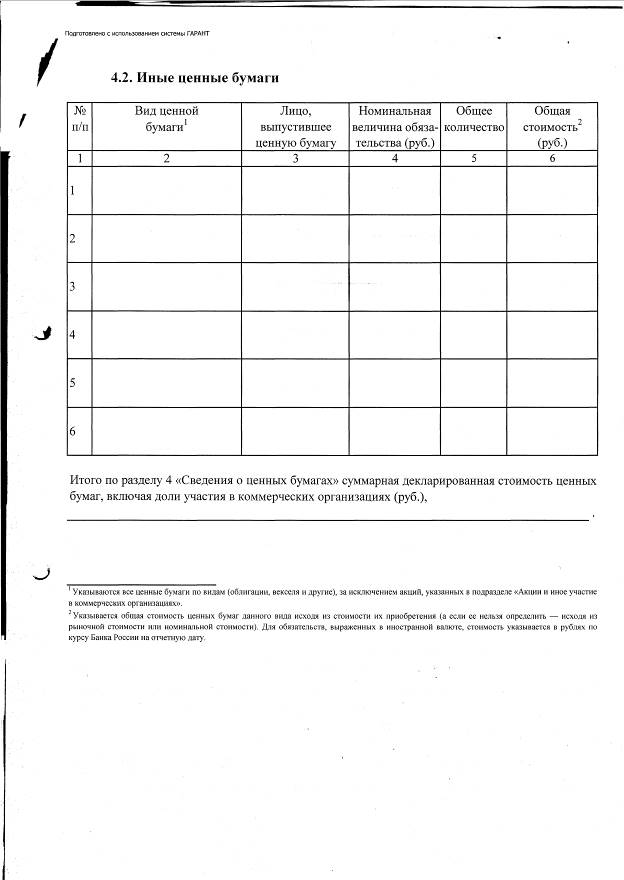 Подготовлено с использованием системы ГАРАНТ
4.2. Иные ценные бумаги
№ п/п
Вид ценной бумаги1
Лицо, выпустившее ценную бумагу
Номинальная величина обяза-тельства (руб.)
Общее количество
Общая стоимость2 (руб.)
1 2 3 4 5 6
1
2
3
4
5
6
Итого по разделу 4 «Сведения о ценных бумагах» суммарная декларированная стоимость ценных
бумаг, включая доли участия в коммерческих организациях (руб.),
1 Указываются все ценные бумаги по видам (облигации, векселя и другие), за исключением акций, указанных в подразделе «Акции и иное участие
в коммерческих организациях».
2 Указывается общая стоимость ценных бумаг данного вида исходя из стоимости их приобретения (а если ее нельзя определить — исходя из
рыночной стоимости или номинальной стоимости). Для обязательств, выраженных в иностранной валюте, стоимость указывается в рублях по
курсу Банка России на отчетную дату.